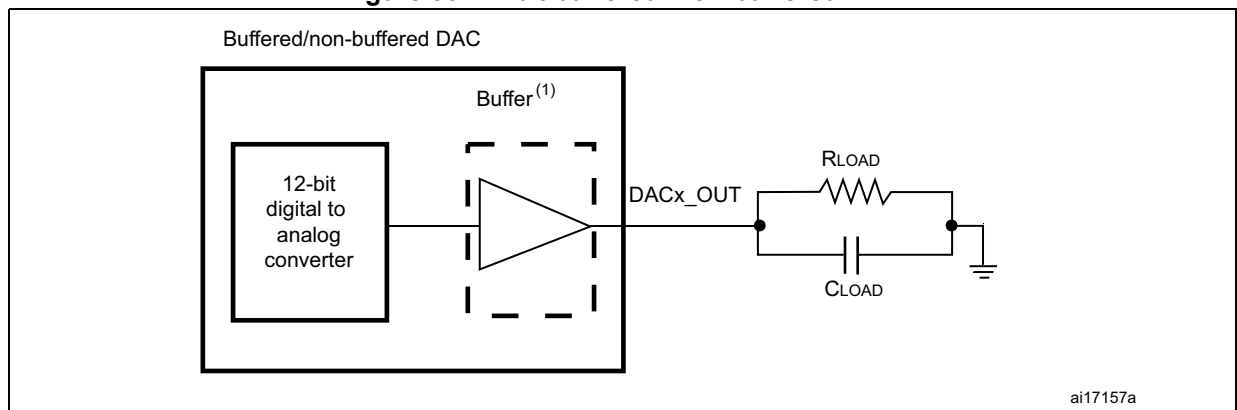 Buffered/non-buffered DAC
Buffer(1)
12-bit
digital to
analog
converter
DACx_OUT
RLOAD
CLOAD
ai17157a